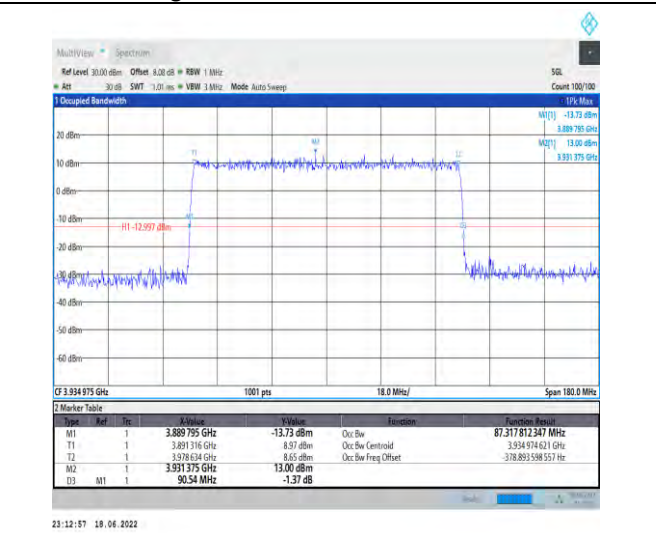 MultiView Spectrum
Ref Level 30.00 dBm Offset 8.08 dB RBW 1 MHz SGL
Att 30 dB SWT 1.01 ms VBW 3 MHz Mode Auto Sweep Count 100/100
1 Occupied Bandwidth 1Pk Max
M1[1] -13.73 dBm
3.889 795 GHz
M2[1] 13.00 dBm
3.931 375 GHz
20 dBm
M2
T1
T2
10 dBm
0 dBm
-10 dBm
M1
H1 -12.997 dBm
D3
-20 dBm
-30 dBm
-40 dBm
-50 dBm
-60 dBm
CF 3.934 975 GHz 1001 pts 18.0 MHz/ Span 180.0 MHz
2 Marker Table
Type Ref Trc X-Value Y-Value Function Function Result
M1 1 3.889 795 GHz -13.73 dBm Occ Bw 87.317 812 347 MHz
T1 1 3.891 316 GHz 8.97 dBm Occ Bw Centroid 3.934 974 621 GHz
T2 1 3.978 634 GHz 8.65 dBm Occ Bw Freq Offset -378.893 598 557 Hz
M2 1 3.931 375 GHz 13.00 dBm
D3 M1 1 90.54 MHz -1.37 dB
23:12:57 18.06.2022